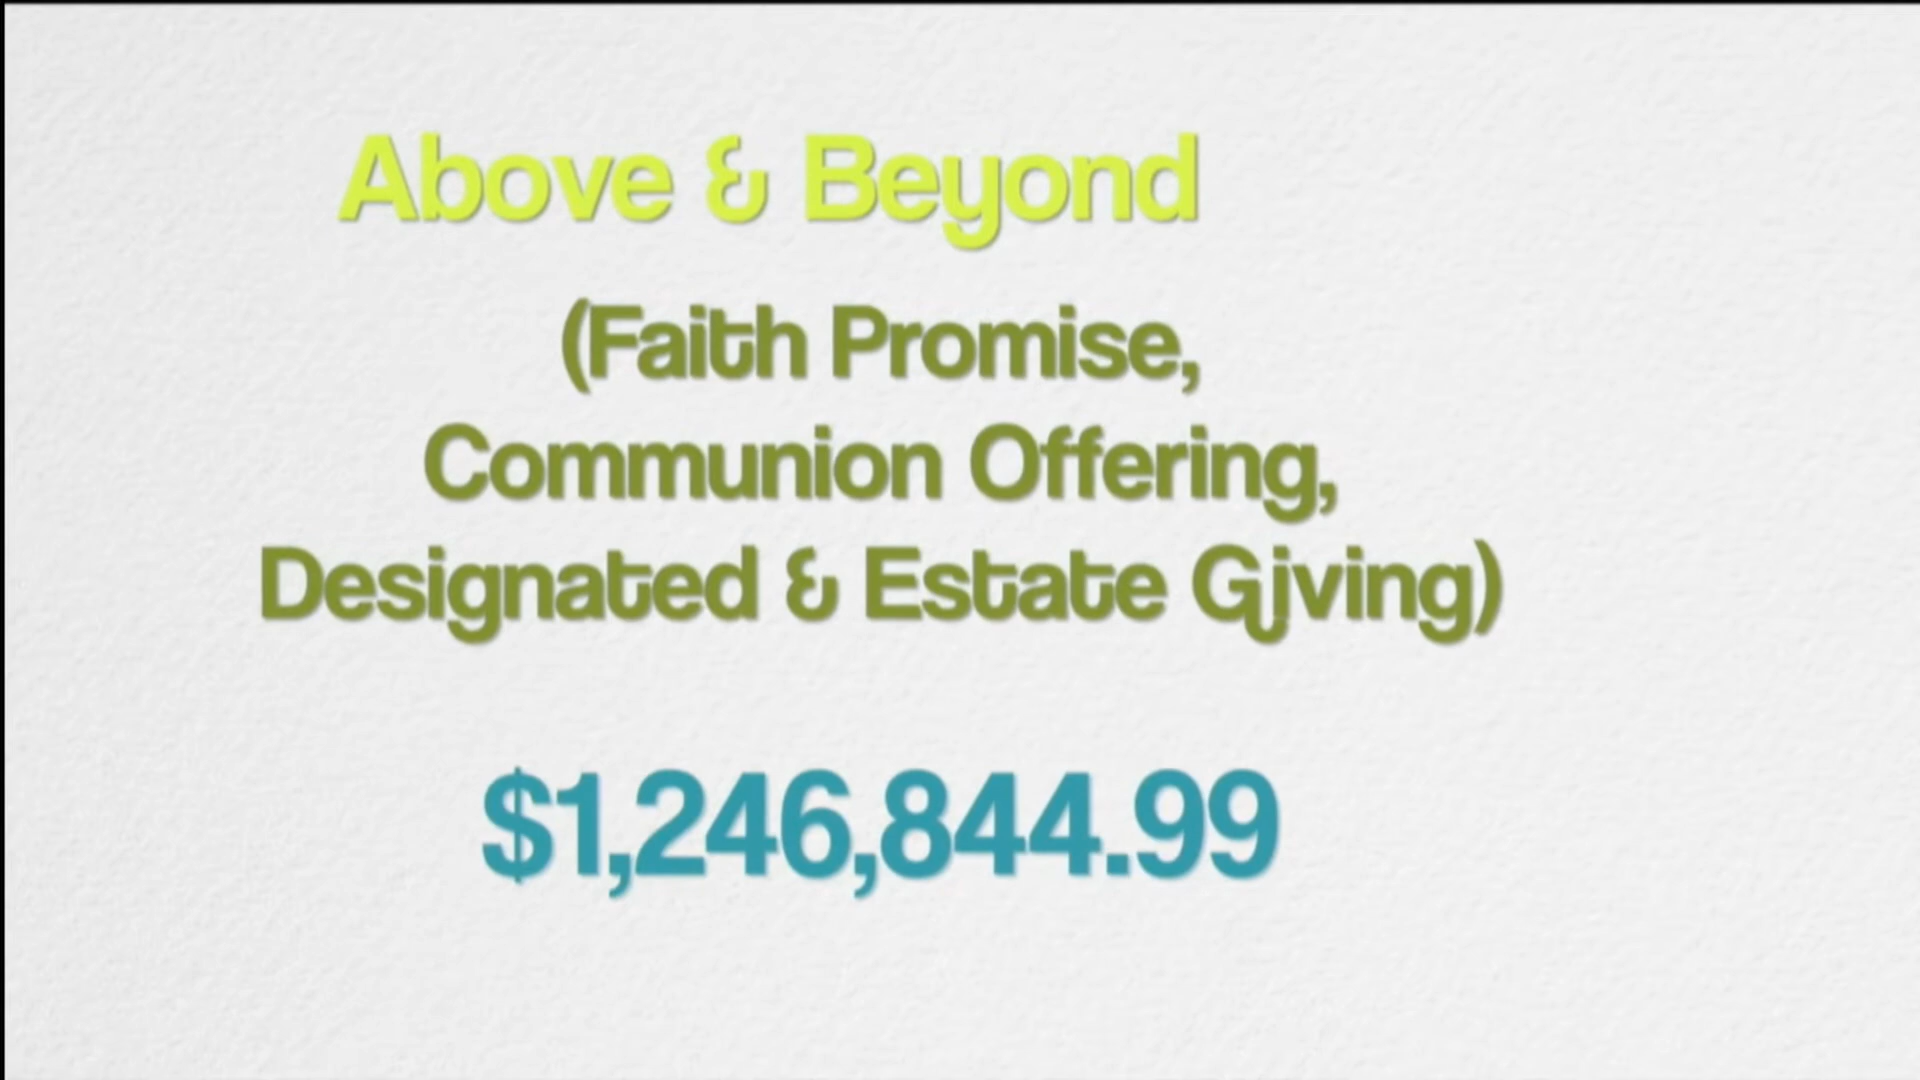 Above & Beyond
(Faith Promise,
Communion Offering,
Designated & Estate Giving)
$1,246,844.99